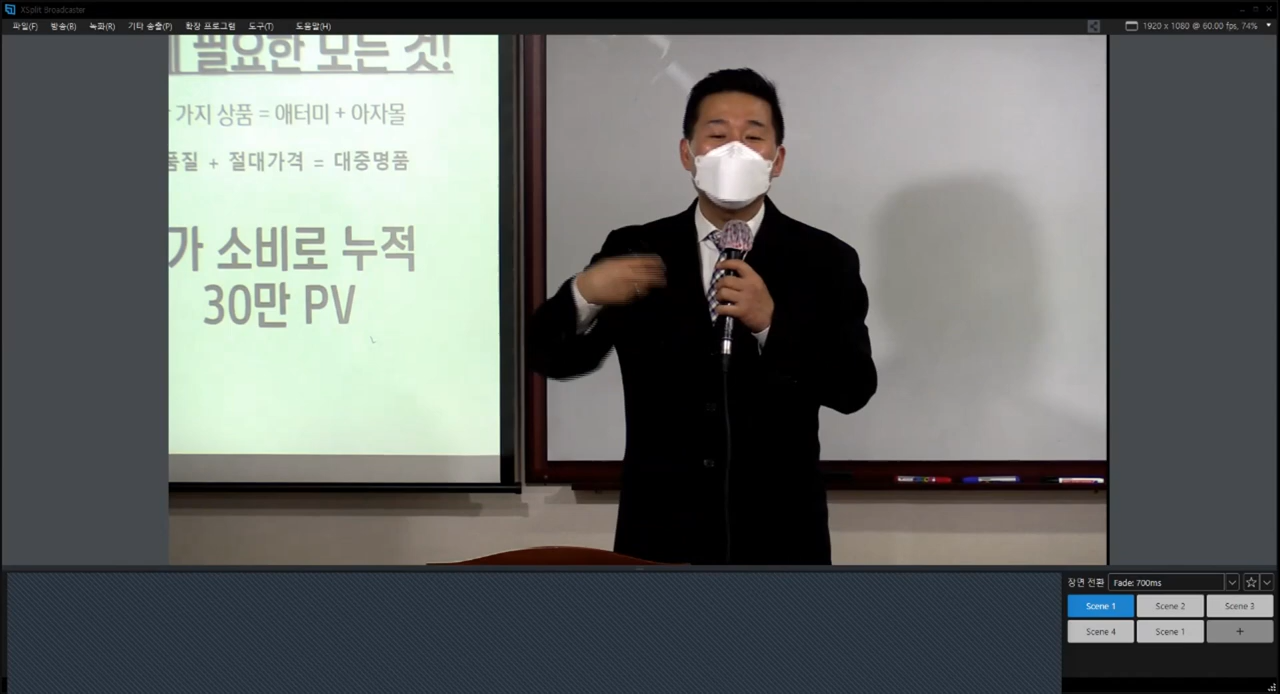 XSplit Broadcaster
파일(F) 방송(B) 녹화(R) 기타 송출(P) 확장 프로그램 도구(T) 도움말(H)
1920 x 1080 @ 60.00 fps, 74%
필요한 모든 것!
가지 상품 = 애터미 + 아자몰
품질 + 절대가격 = 대중명품
가 소비로 누적
30만 PV
장면 전환 Fade: 700ms
Scene 1 Scene 2 Scene 3
Scene 4 Scene 1 +